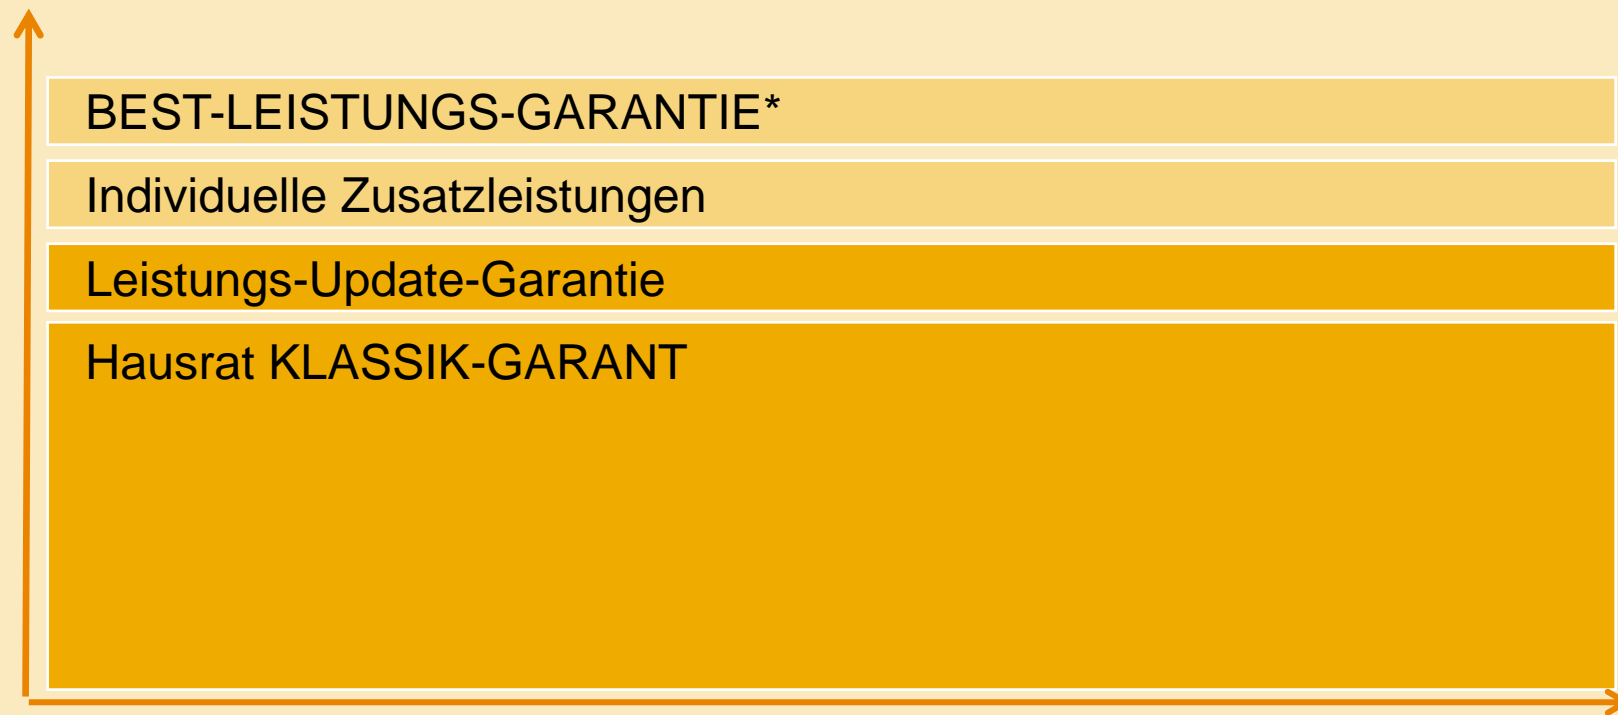 BEST-LEISTUNGS-GARANTIE*
Individuelle Zusatzleistungen
Leistungs-Update-Garantie
Hausrat KLASSIK-GARANT